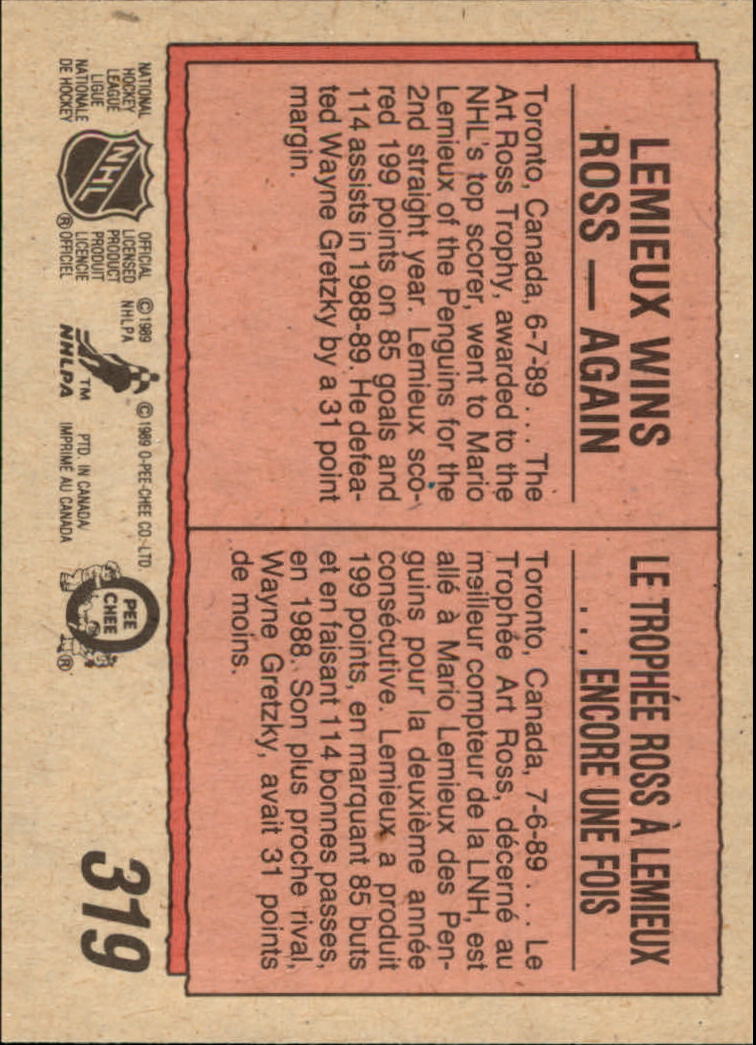 LEMIEUX WINS
ROSS — AGAIN
Toronto, Canada, 6-7-89 . . . The
Art Ross Trophy, awarded to the
NHL's top scorer, went to Mario
Lemieux of the Penguins for the
2nd straight year. Lemieux sco-
red 199 points on 85 goals and
114 assists in 1988-89. He defea-
ted Wayne Gretzky by a 31 point
margin.
LE TROPHÉE ROSS À LEMIEUX
. . . ENCORE UNE FOIS
Toronto, Canada, 7-6-89 . . . Le
Trophée Art Ross, décerné au
meilleur compteur de la LNH, est
allé à Mario Lemieux des Pen-
guins pour la deuxième année
consécutive. Lemieux a produit
199 points, en marquant 85 buts
et en faisant 114 bonnes passes,
en 1988. Son plus proche rival,
Wayne Gretzky, avait 31 points
de moins.
NATIONAL
HOCKEY
LEAGUE
LIGUE
NATIONALE
DE HOCKEY
NHL
OFFICIAL
LICENSED
PRODUCT
PRODUIT
LICENCIE
® OFFICIEL
© 1989
NHLPA
TM
NHLPA
© 1989 O-PEE-CHEE CO. LTD.
PTD. IN CANADA/
IMPRIMÉ AU CANADA
O
PEE
CHEE
®
319